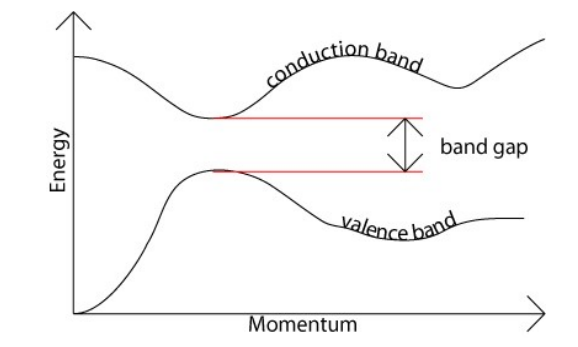 conduction band
band gap
Energy
valence band
Momentum